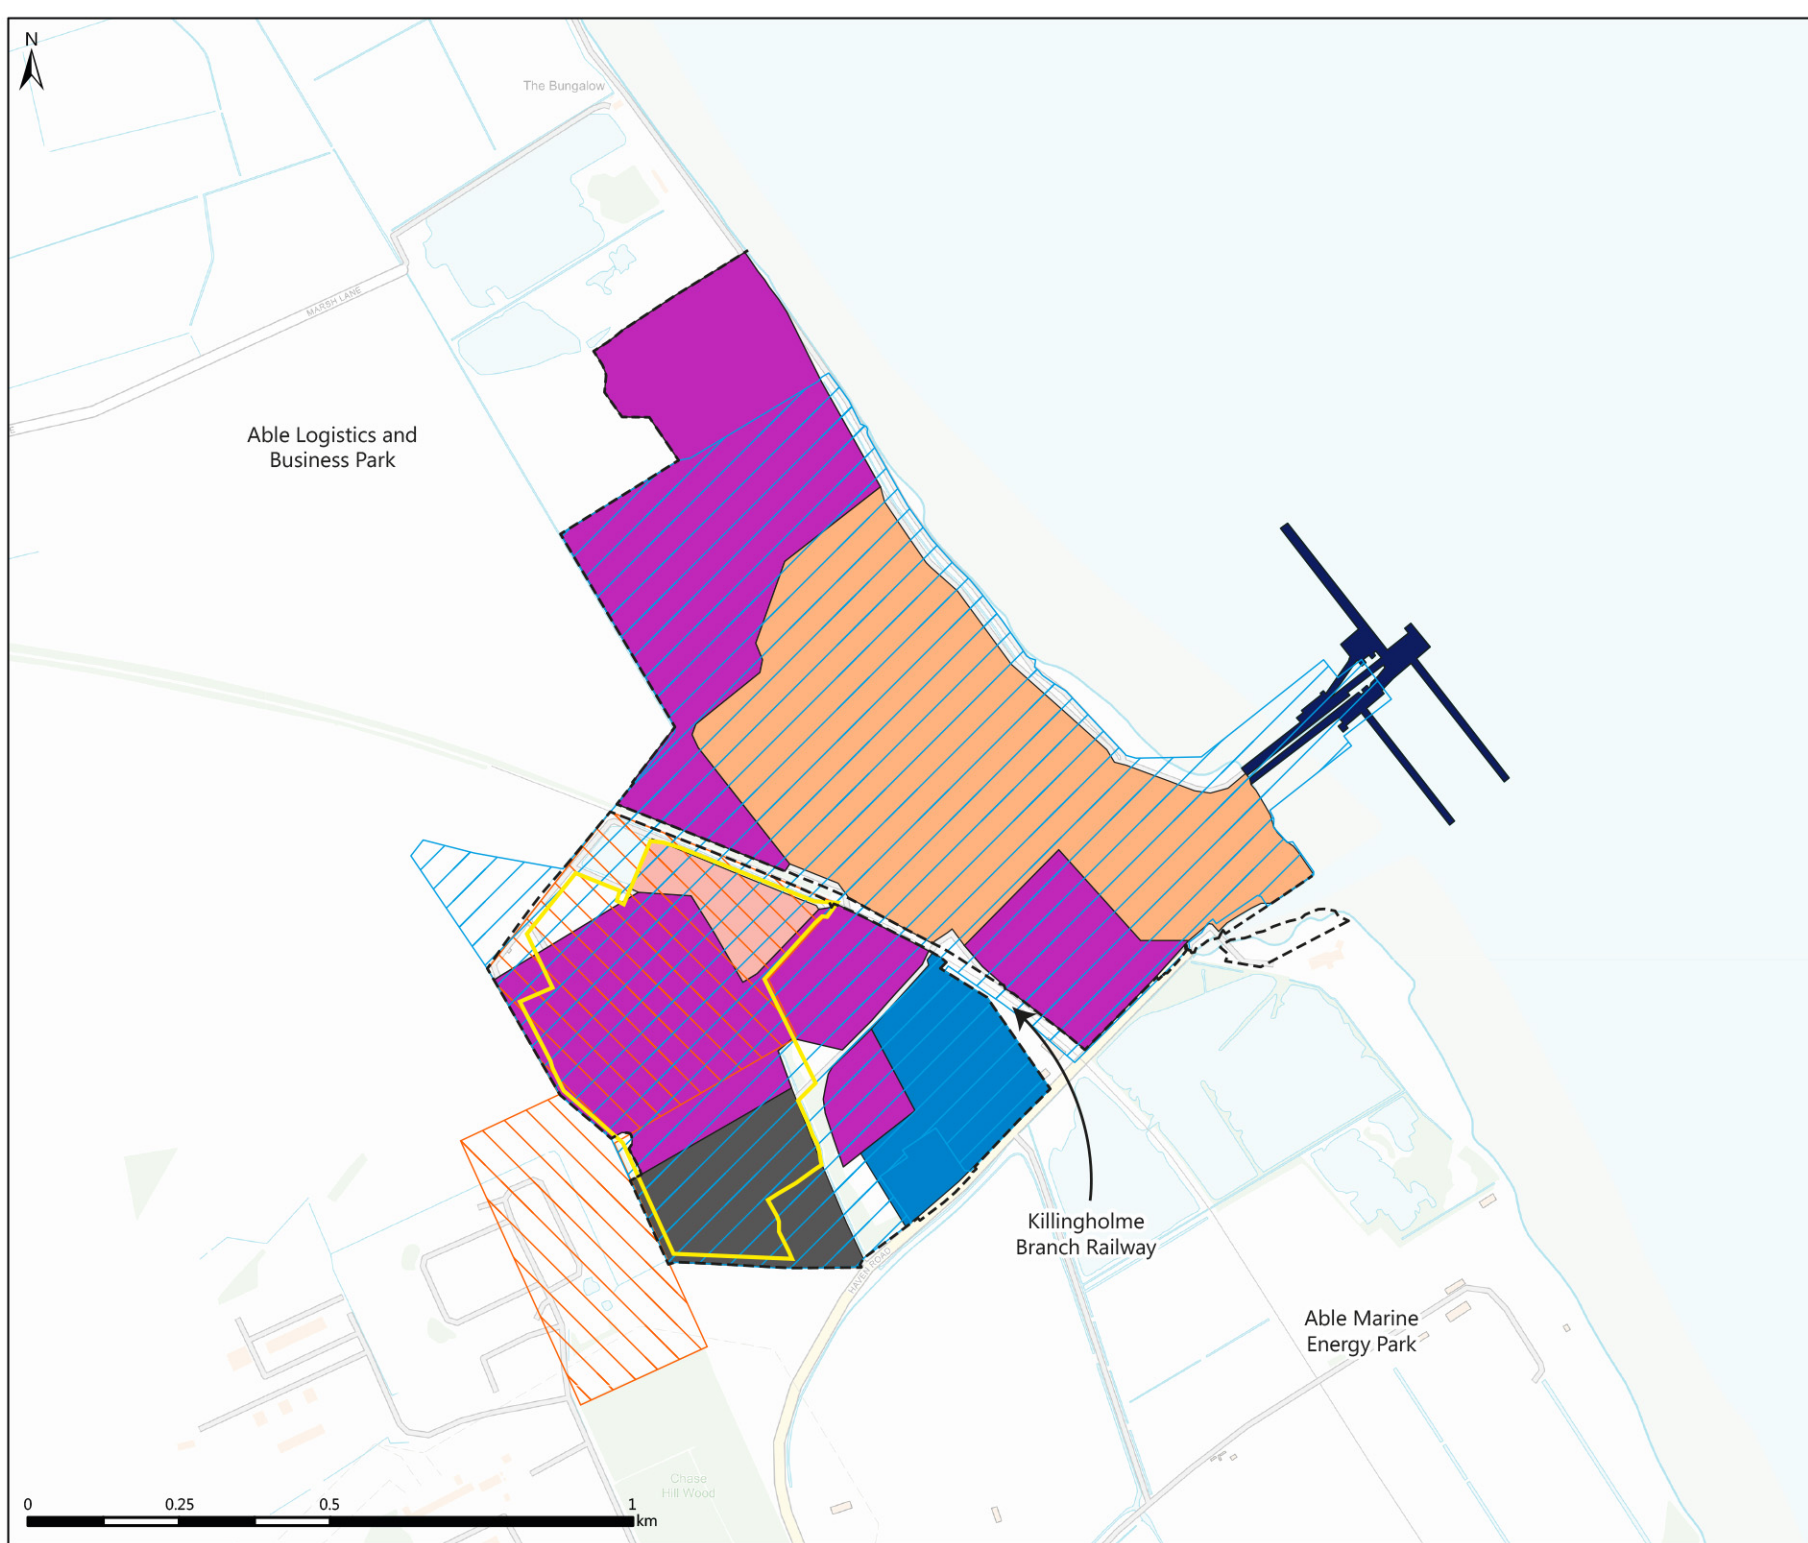 N
The Bungalow
MARSH LANE
Able Logistics and
Business Park
Killingholme
Branch Railway
HAVEN ROAD
Able Marine
Energy Park
Chase
Hill Wood
0 0.25 0.5 1
km